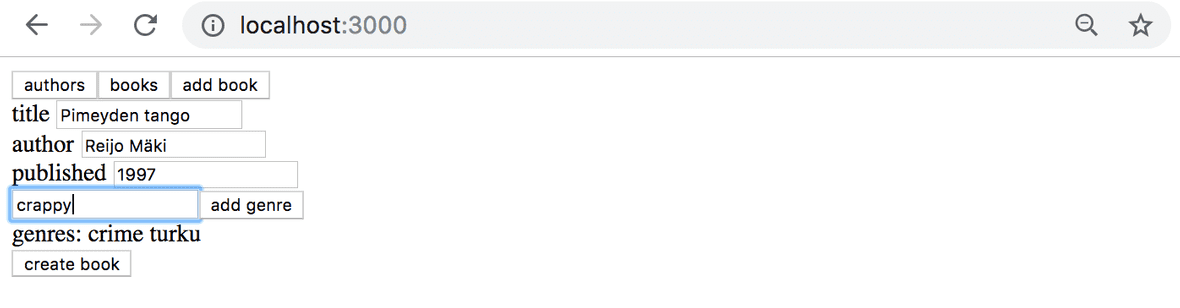 localhost:3000
authors books add book
title Pimeyden tango
author Reijo Mäki
published 1997
crappy add genre
genres: crime turku
create book